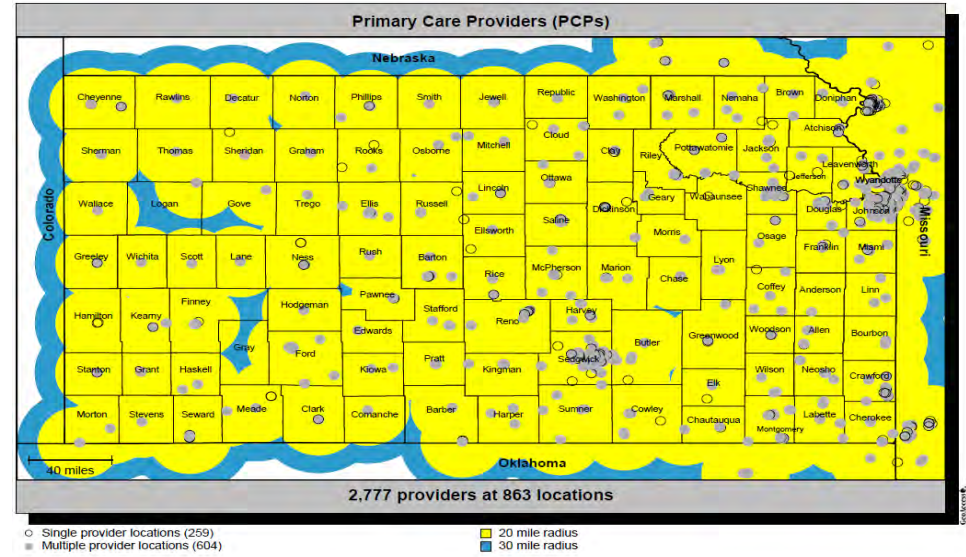 Primary Care Providers (PCPs)
Nebraska
Cheyenne Rawlins Decatur Norton Phillips Smith Jewell Republic Washington Marshall Nemaha Brown Doniphan
Atchison
Sherman Thomas Sheridan Graham Rooks Osborne Mitchell Cloud Clay Riley Pottawatomie Jackson Jefferson Leavenworth
Wyandotte
Wallace Logan Gove Trego Ellis Russell Lincoln Ottawa Dickinson Geary Wabaunsee Shawnee Douglas Johnson
Colorado
Missouri
Ellsworth Saline Morris Osage Franklin Miami
Greeley Wichita Scott Lane Ness Rush Barton Rice McPherson Marion Chase Lyon Coffey Anderson Linn
Hamilton Kearny Finney Hodgeman Pawnee Stafford Reno Harvey Greenwood Woodson Allen Bourbon
Gray Ford Edwards Sedgwick Butler
Stanton Grant Haskell Kiowa Pratt Kingman Elk Wilson Neosho Crawford
Morton Stevens Seward Meade Clark Comanche Barber Harper Sumner Cowley Chautauqua Montgomery Labette Cherokee
Oklahoma
40 miles
2,777 providers at 863 locations
GeoAccess
Single provider locations (259)
Multiple provider locations (604)
20 mile radius
30 mile radius